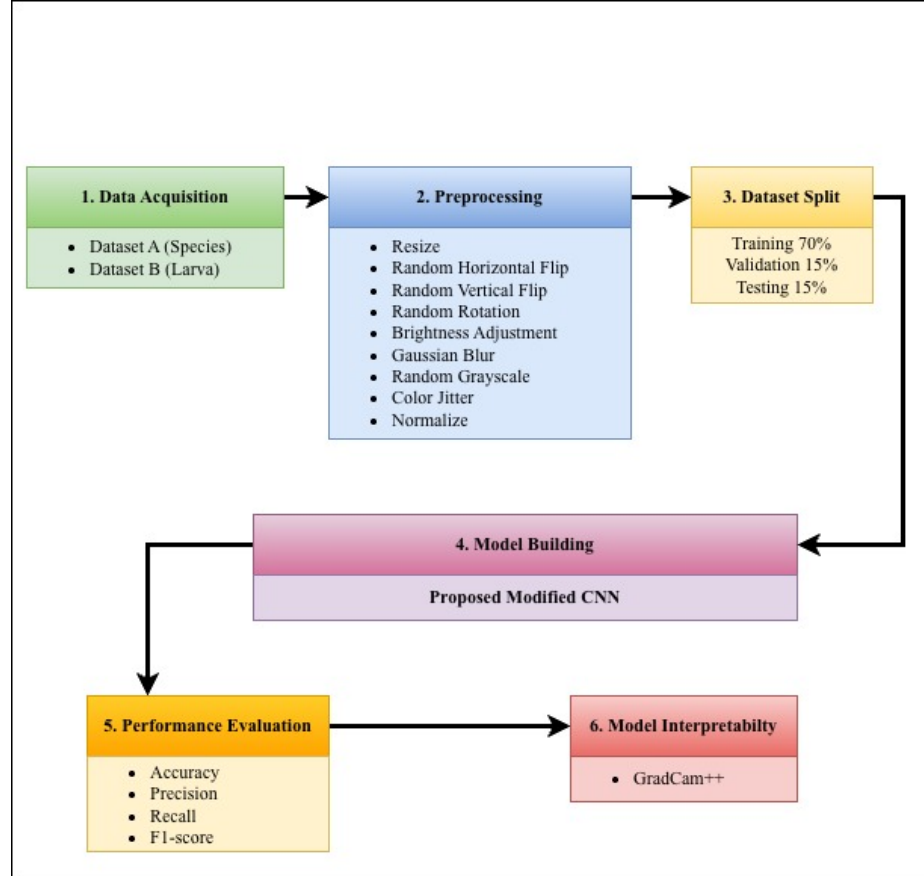 1. Data Acquisition
• Dataset A (Species)
• Dataset B (Larva)
2. Preprocessing
• Resize
• Random Horizontal Flip
• Random Vertical Flip
• Random Rotation
• Brightness Adjustment
• Gaussian Blur
• Random Grayscale
• Color Jitter
• Normalize
3. Dataset Split
Training 70%
Validation 15%
Testing 15%
4. Model Building
Proposed Modified CNN
5. Performance Evaluation
• Accuracy
• Precision
• Recall
• F1-score
6. Model Interpretabilty
• GradCam++